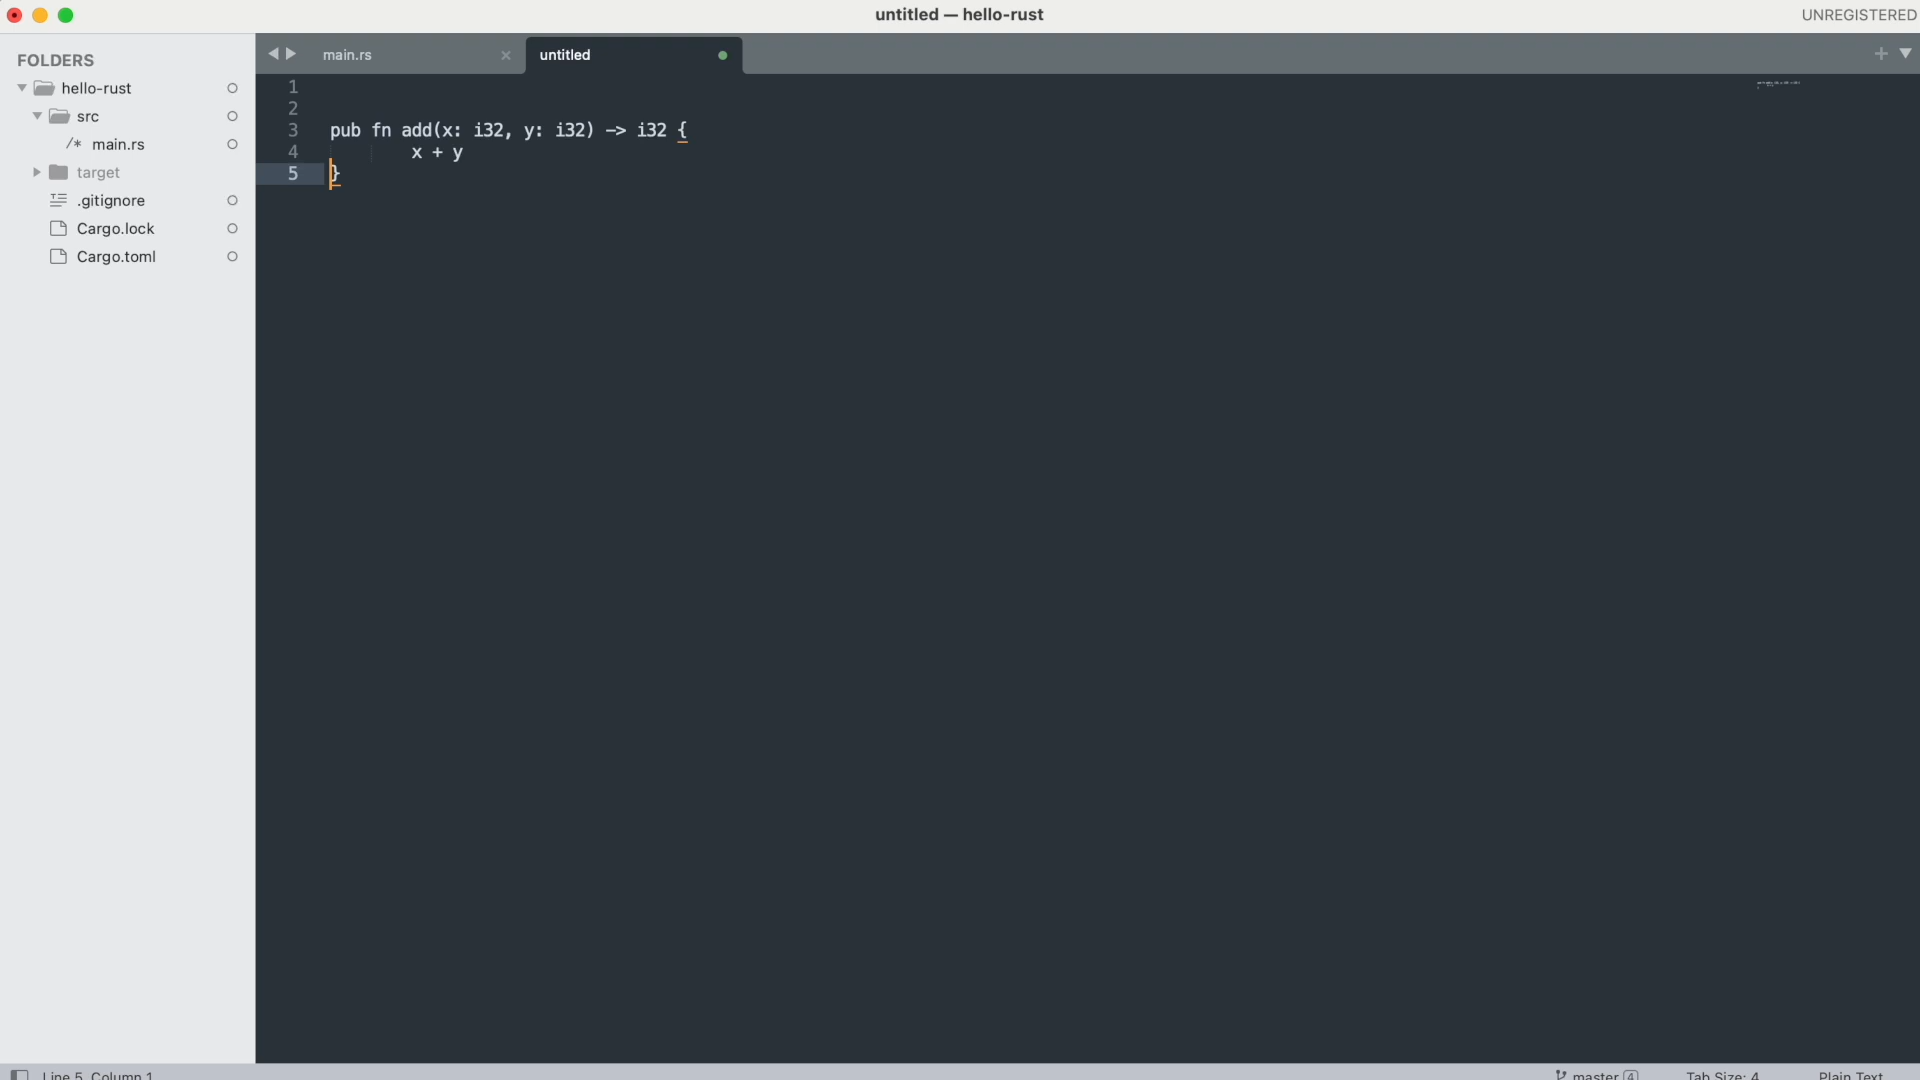 untitled — hello-rust
UNREGISTERED
FOLDERS
hello-rust
src
/* main.rs
target
.gitignore
Cargo.lock
Cargo.toml
main.rs
untitled
1
2
3 pub fn add(x: i32, y: i32) -> i32 {
4 x + y
5 }
Line 5, Column 1
master 4
Tab Size: 4
Plain Text